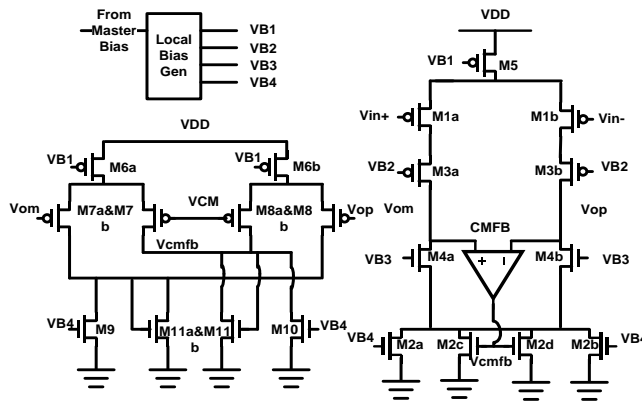 From
Master
Bias
Local
Bias
Gen
VB1
VB2
VB3
VB4
VDD
VB1
M6a
VB1
M6b
Vom
M7a&M7
b
VCM
M8a&M8
b
Vop
Vcmfb
VB4
M9
M11a&M11
b
M10
VB4
VDD
VB1
M5
Vin+
M1a
M1b
Vin-
VB2
M3a
M3b
VB2
Vom
Vop
CMFB
+
-
VB3
M4a
M4b
VB3
VB4
M2a
M2c
Vcmfb
M2d
M2b
VB4